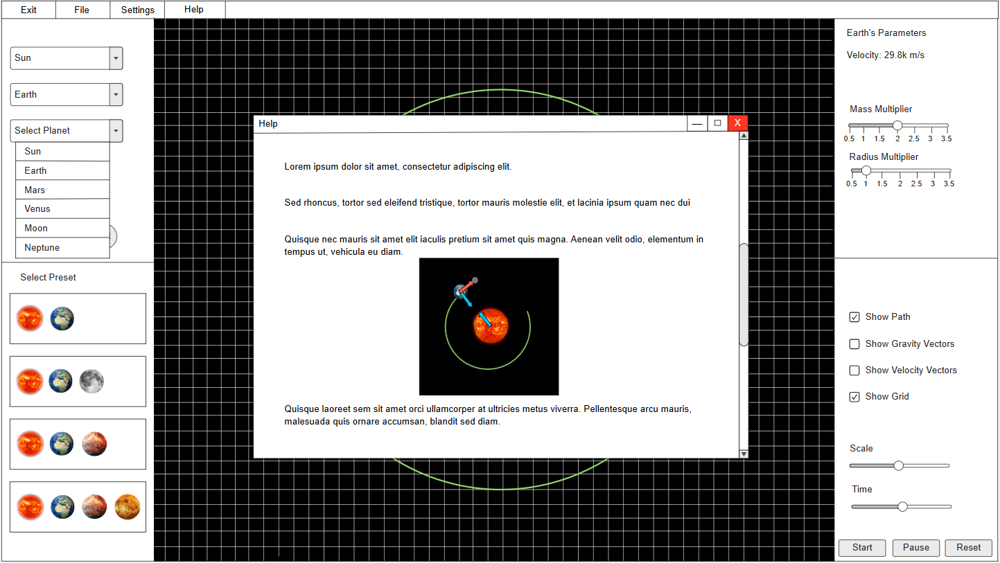 Exit File Settings Help
Sun
Earth
Select Planet
Sun
Earth
Mars
Venus
Moon
Neptune
Select Preset
Help
X
Lorem ipsum dolor sit amet, consectetur adipiscing elit.
Sed rhoncus, tortor sed eleifend tristique, tortor mauris molestie elit, et lacinia ipsum quam nec dui
Quisque nec mauris sit amet elit iaculis pretium sit amet quis magna. Aenean velit odio, elementum in
tempus ut, vehicula eu diam.
Quisque laoreet sem sit amet orci ullamcorper at ultricies metus viverra. Pellentesque arcu mauris,
malesuada quis ornare accumsan, blandit sed diam.
Earth's Parameters
Velocity: 29.8k m/s
Mass Multiplier
0.5 1 1.5 2 2.5 3 3.5
Radius Multiplier
0.5 1 1.5 2 2.5 3 3.5
Show Path
Show Gravity Vectors
Show Velocity Vectors
Show Grid
Scale
Time
Start Pause Reset